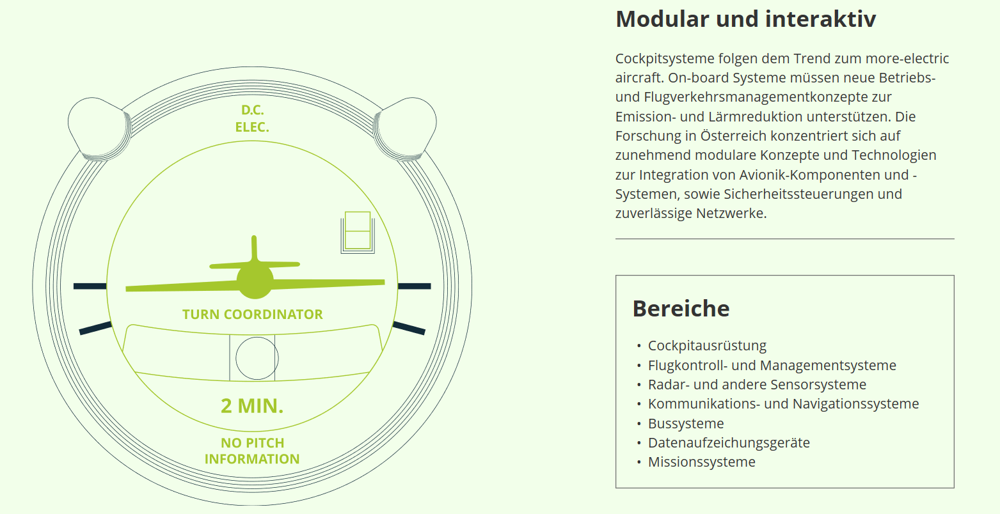 D.C.
ELEC.
TURN COORDINATOR
2 MIN.
NO PITCH
INFORMATION
Modular und interaktiv
Cockpitsysteme folgen dem Trend zum more-electric
aircraft. On-board Systeme müssen neue Betriebs-
und Flugverkehrsmanagementkonzepte zur
Emission- und Lärmreduktion unterstützen. Die
Forschung in Österreich konzentriert sich auf
zunehmend modulare Konzepte und Technologien
zur Integration von Avionik-Komponenten und -
Systemen, sowie Sicherheitssteuerungen und
zuverlässige Netzwerke.
Bereiche
• Cockpitausrüstung
• Flugkontroll- und Managementsysteme
• Radar- und andere Sensorsysteme
• Kommunikations- und Navigationssysteme
• Bussysteme
• Datenaufzeichungsgeräte
• Missionssysteme